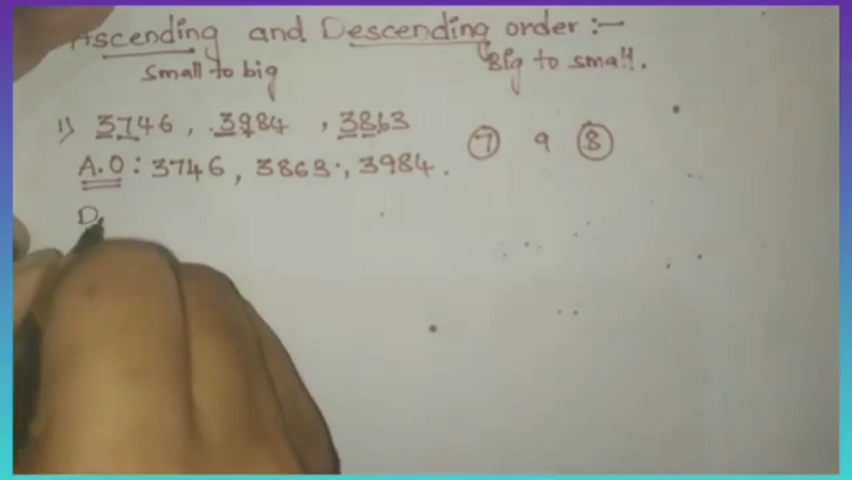 Ascending and Descending order :-
Small to big Big to small.
1) 3746, 3984, 3863 7 9 8
A.O : 3746, 3863, 3984.
D.